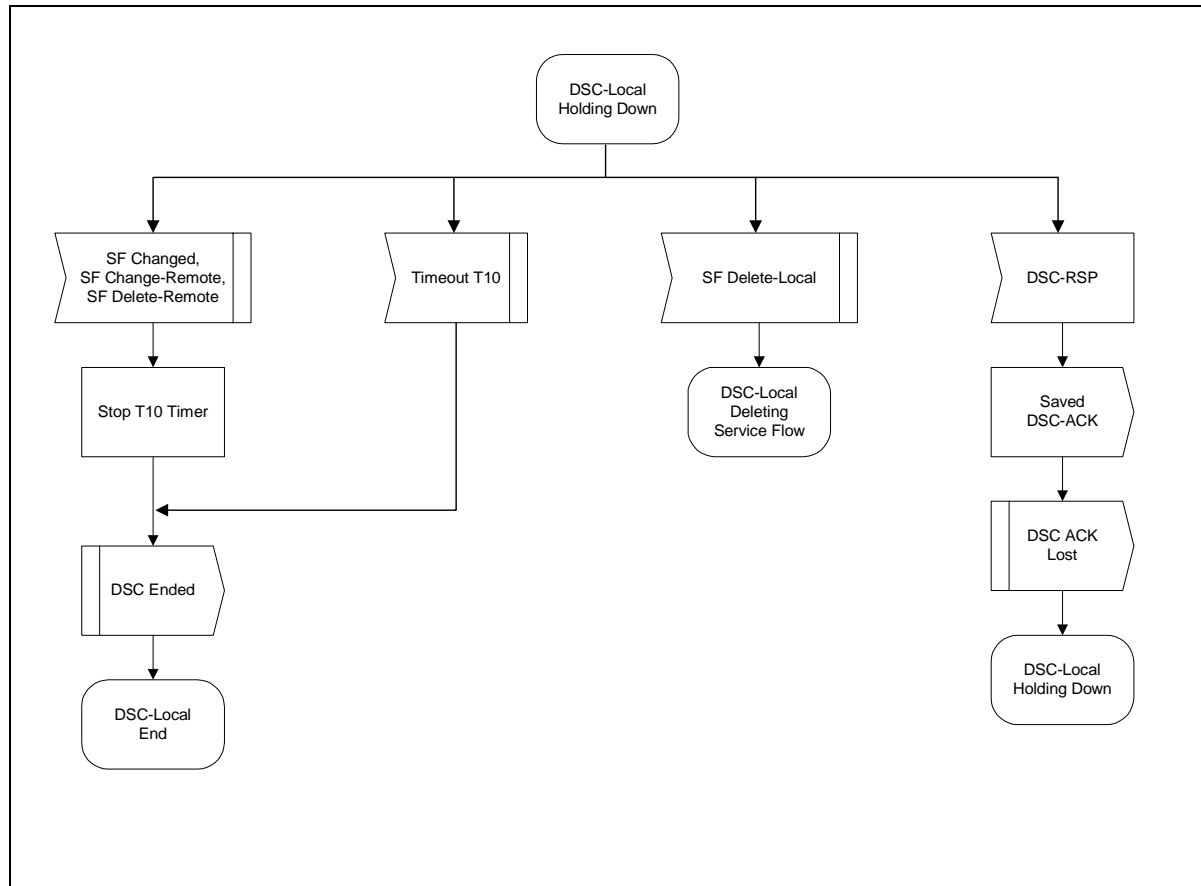 DSC-Local
Holding Down
SF Changed,
SF Change-Remote,
SF Delete-Remote
Timeout T10
SF Delete-Local
DSC-RSP
Stop T10 Timer
DSC-Local
Deleting
Service Flow
Saved
DSC-ACK
DSC Ended
DSC ACK
Lost
DSC-Local
End
DSC-Local
Holding Down